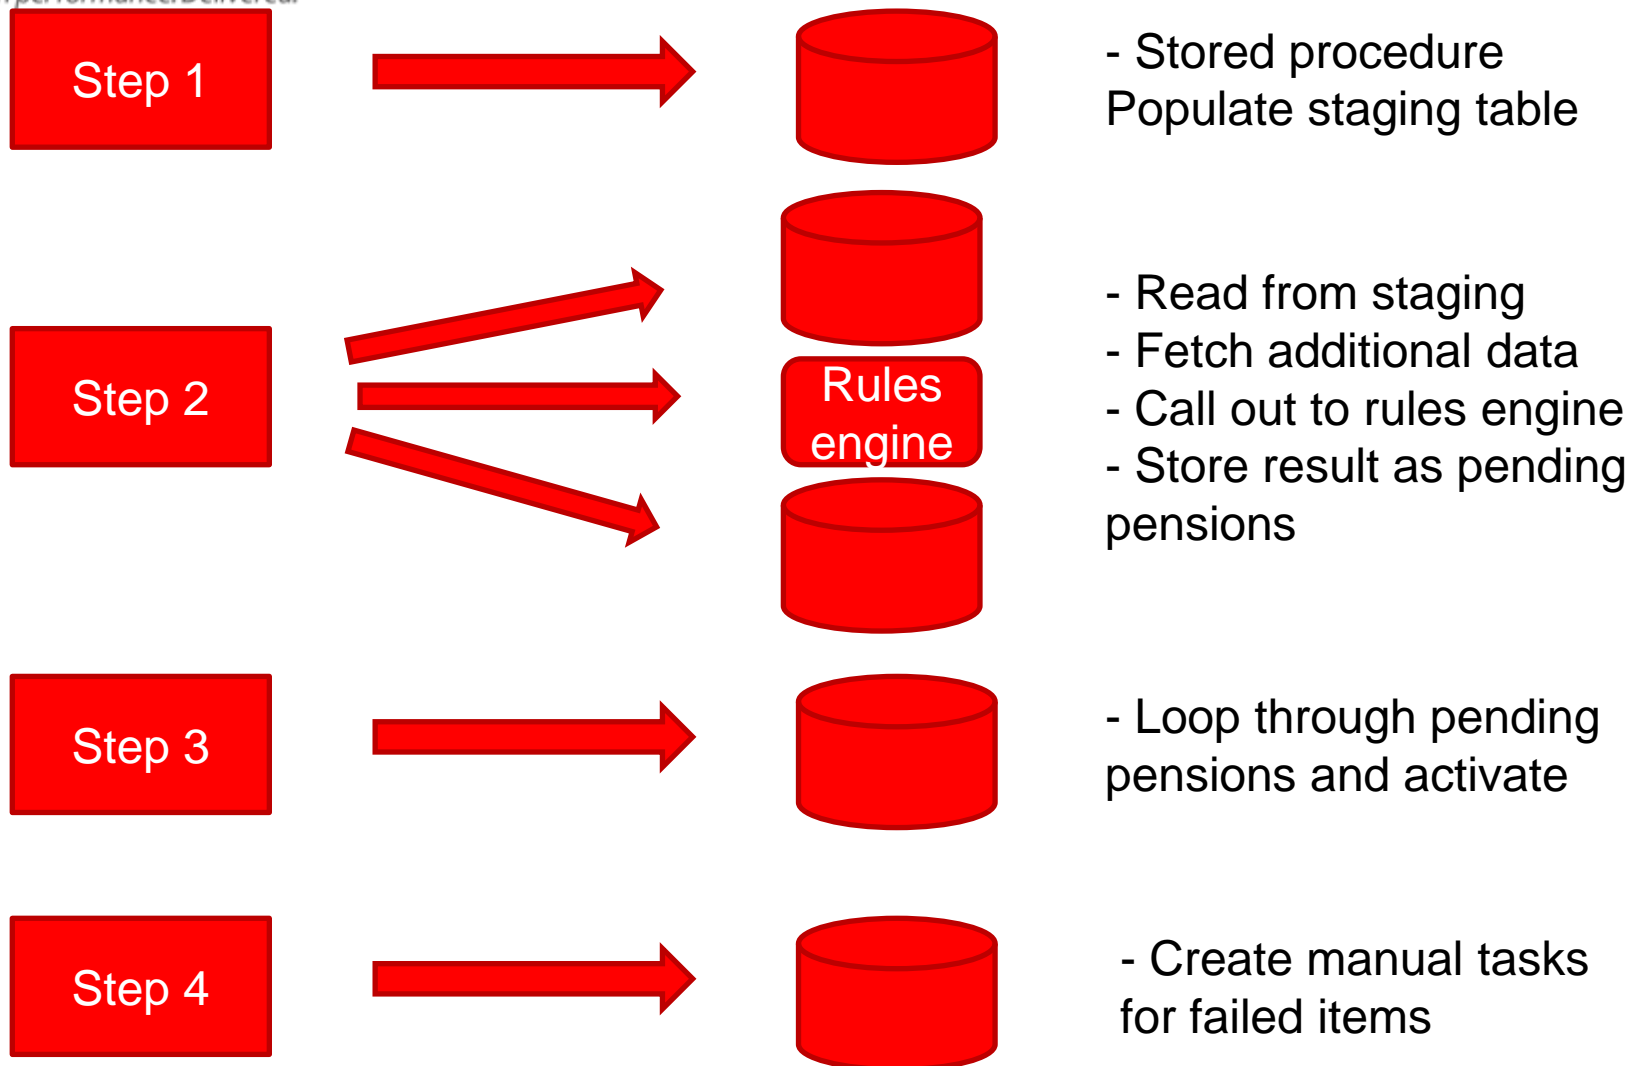 Step 1
- Stored procedure
Populate staging table
Step 2
Rules
engine
- Read from staging
- Fetch additional data
- Call out to rules engine
- Store result as pending
pensions
Step 3
- Loop through pending
pensions and activate
Step 4
- Create manual tasks
for failed items